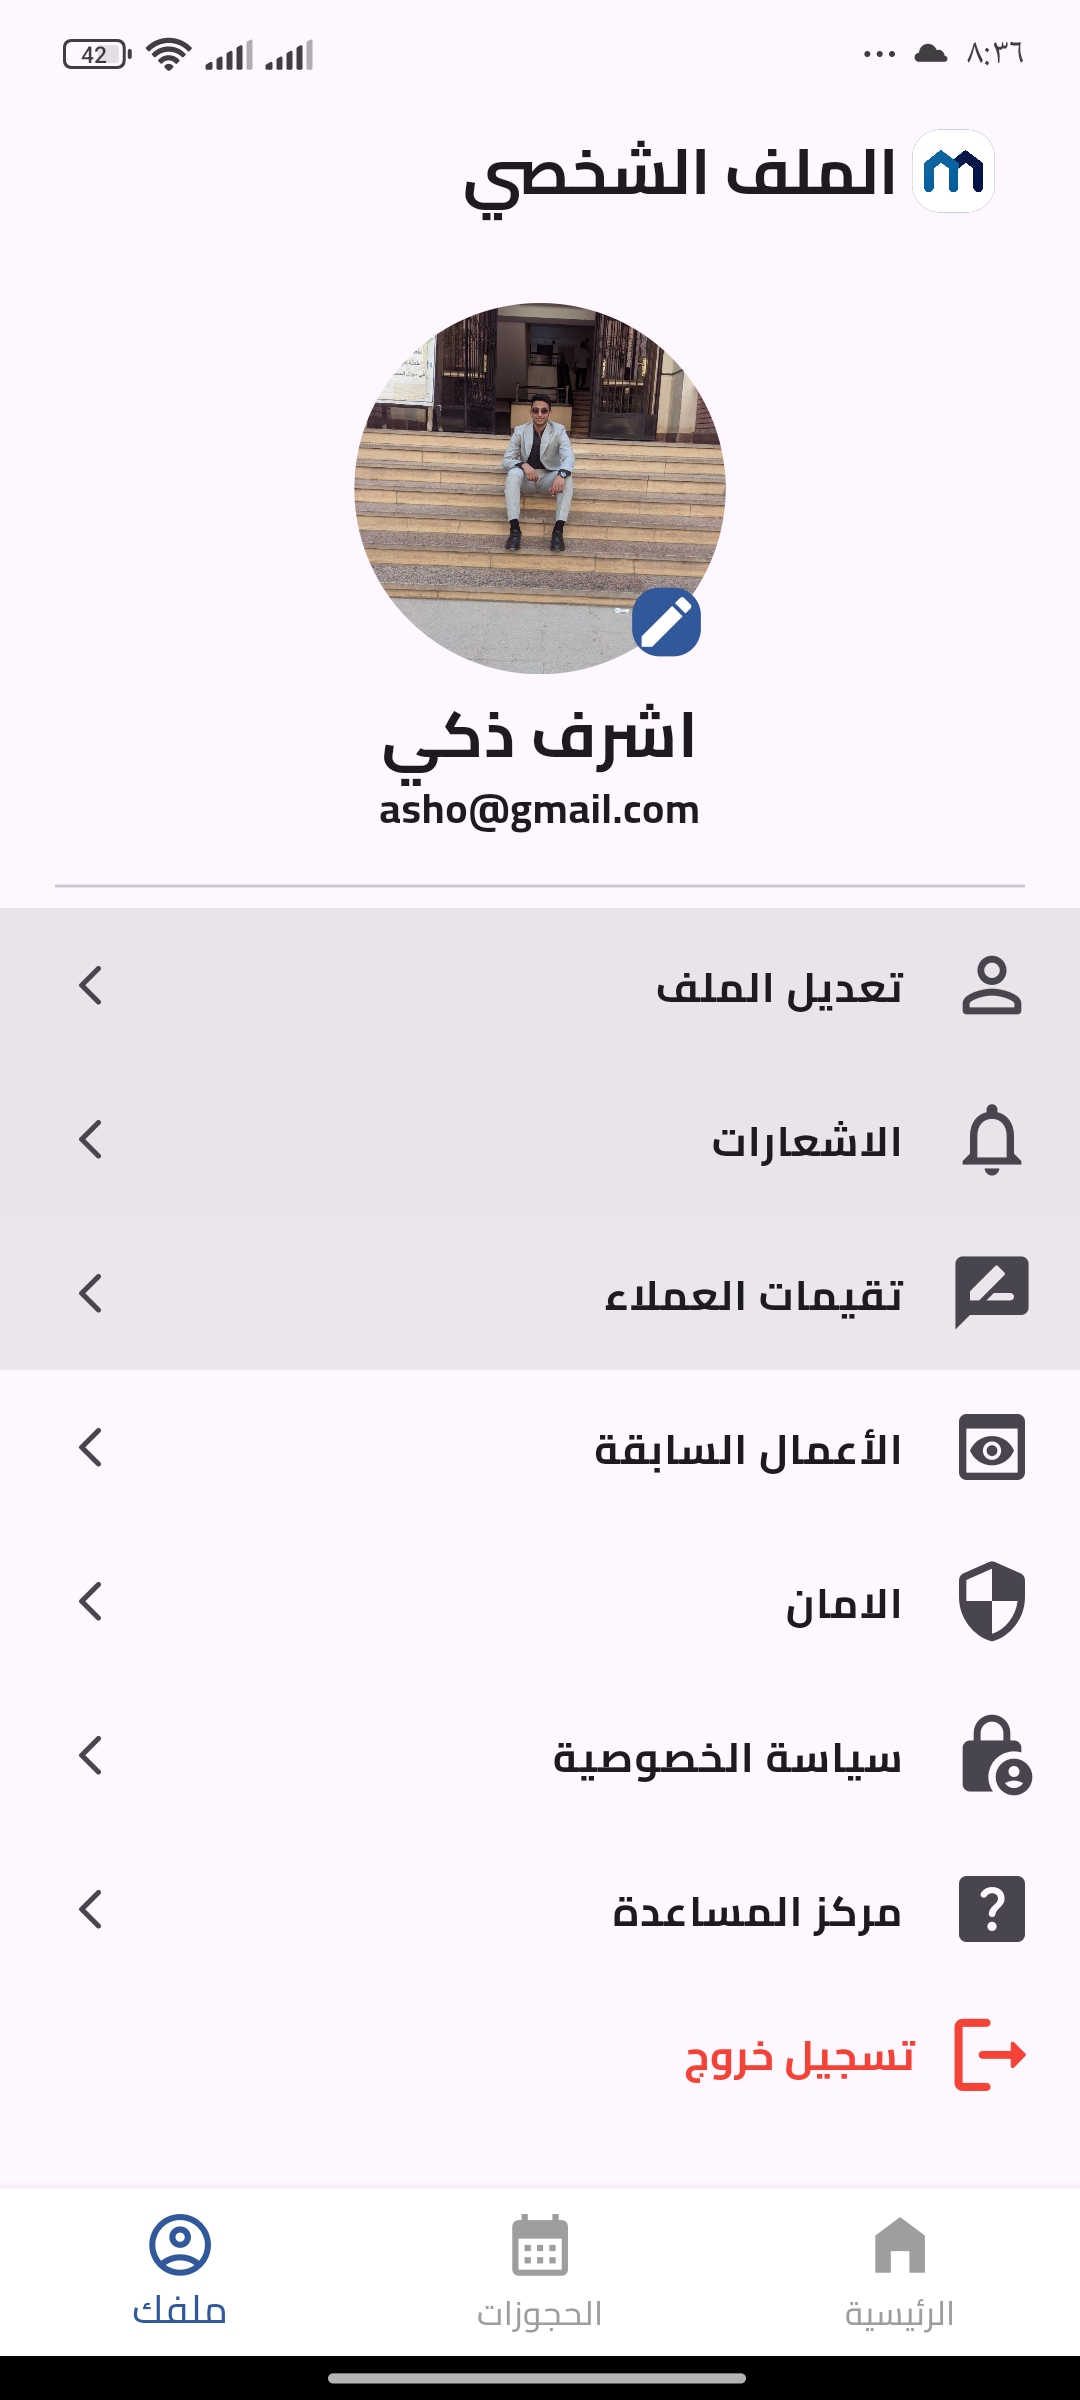 42
٨:٣٦
الملف الشخصي
اشرف ذكي
asho@gmail.com
تعديل الملف
الاشعارات
تقيمات العملاء
الأعمال السابقة
الامان
سياسة الخصوصية
مركز المساعدة
تسجيل خروج
الرئيسية
الحجوزات
ملفك